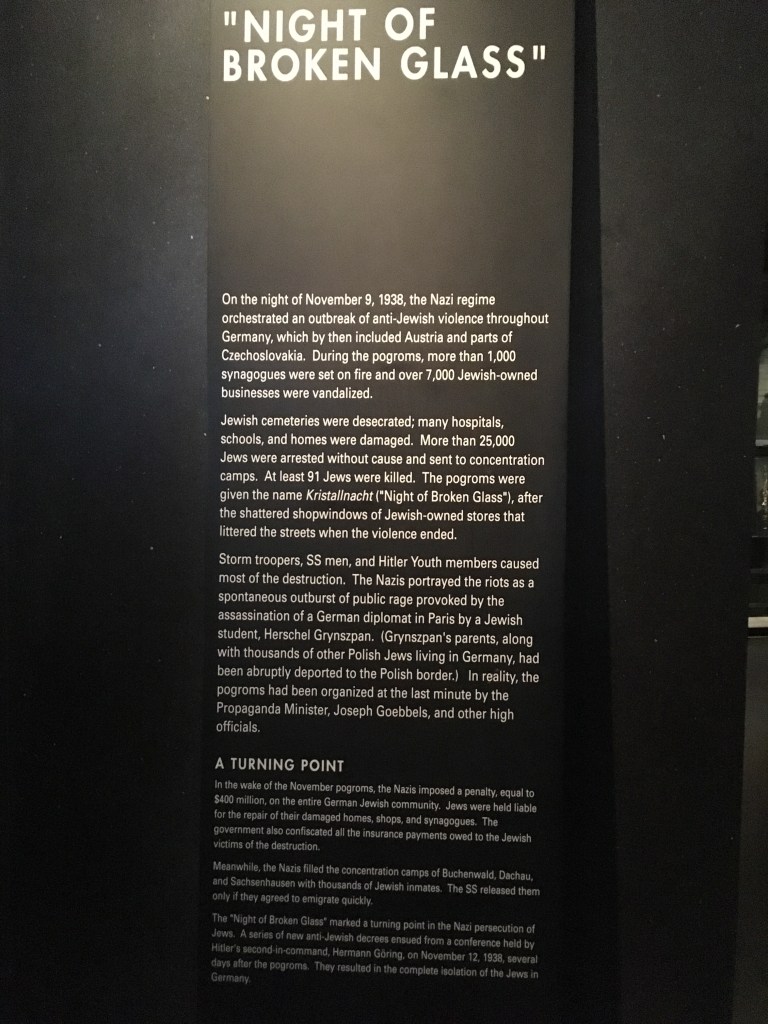 "NIGHT OF
BROKEN GLASS"
On the night of November 9, 1938, the Nazi regime
orchestrated an outbreak of anti-Jewish violence throughout
Germany, which by then included Austria and parts of
Czechoslovakia. During the pogroms, more than 1,000
synagogues were set on fire and over 7,000 Jewish-owned
businesses were vandalized.
Jewish cemeteries were desecrated; many hospitals,
schools, and homes were damaged. More than 25,000
Jews were arrested without cause and sent to concentration
camps. At least 91 Jews were killed. The pogroms were
given the name Kristallnacht ("Night of Broken Glass"), after
the shattered shopwindows of Jewish-owned stores that
littered the streets when the violence ended.
Storm troopers, SS men, and Hitler Youth members caused
most of the destruction. The Nazis portrayed the riots as a
spontaneous outburst of public rage provoked by the
assassination of a German diplomat in Paris by a Jewish
student, Herschel Grynszpan. (Grynszpan's parents, along
with thousands of other Polish Jews living in Germany, had
been abruptly deported to the Polish border.) In reality, the
pogroms had been organized at the last minute by the
Propaganda Minister, Joseph Goebbels, and other high
officials.
A TURNING POINT
In the wake of the November pogroms, the Nazis imposed a penalty, equal to
$400 million, on the entire German Jewish community. Jews were held liable
for the repair of their damaged homes, shops, and synagogues. The
government also confiscated all the insurance payments owed to the Jewish
victims of the destruction.
Meanwhile, the Nazis filled the concentration camps of Buchenwald, Dachau,
and Sachsenhausen with thousands of Jewish inmates. The SS released them
only if they agreed to emigrate quickly.
The "Night of Broken Glass" marked a turning point in the Nazi persecution of
Jews. A series of new anti-Jewish decrees ensued from a conference held by
Hitler's second-in-command, Hermann Göring, on November 12, 1938, several
days after the pogroms. They resulted in the complete isolation of the Jews in
Germany.